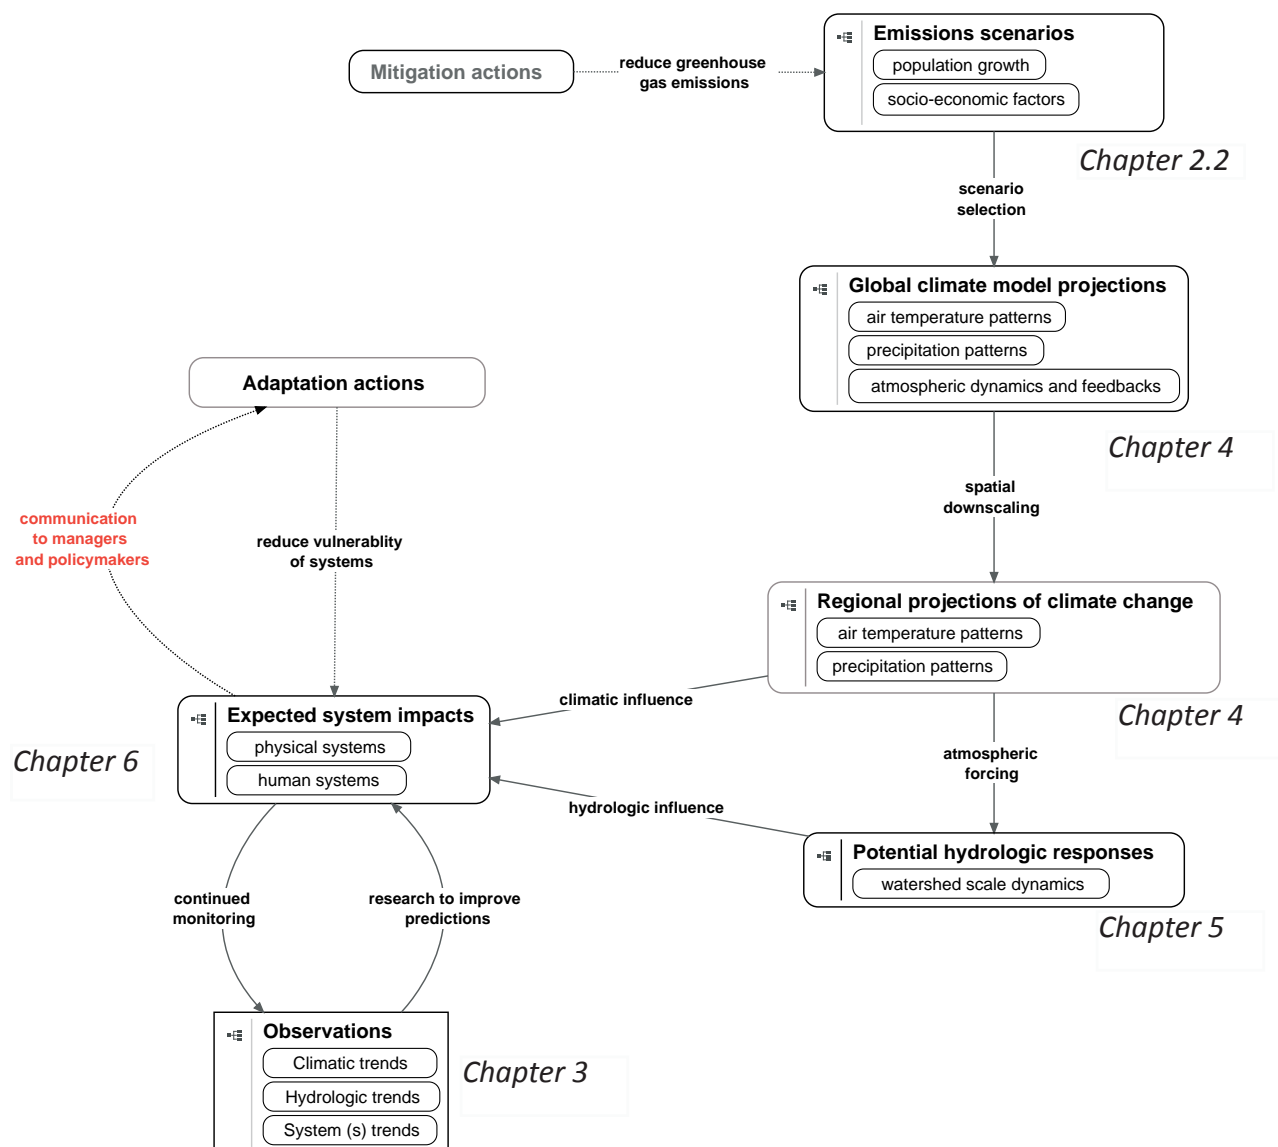 Emissions scenarios
population growth
socio-economic factors
Mitigation actions
reduce greenhouse
gas emissions
Chapter 2.2
scenario
selection
Global climate model projections
air temperature patterns
precipitation patterns
atmospheric dynamics and feedbacks
Chapter 4
spatial
downscaling
Adaptation actions
communication
to managers
and policymakers
reduce vulnerablity
of systems
Regional projections of climate change
air temperature patterns
precipitation patterns
Chapter 4
climatic influence
Expected system impacts
physical systems
human systems
Chapter 6
atmospheric
forcing
hydrologic influence
Potential hydrologic responses
watershed scale dynamics
Chapter 5
continued
monitoring
research to improve
predictions
Observations
Climatic trends
Hydrologic trends
System (s) trends
Chapter 3